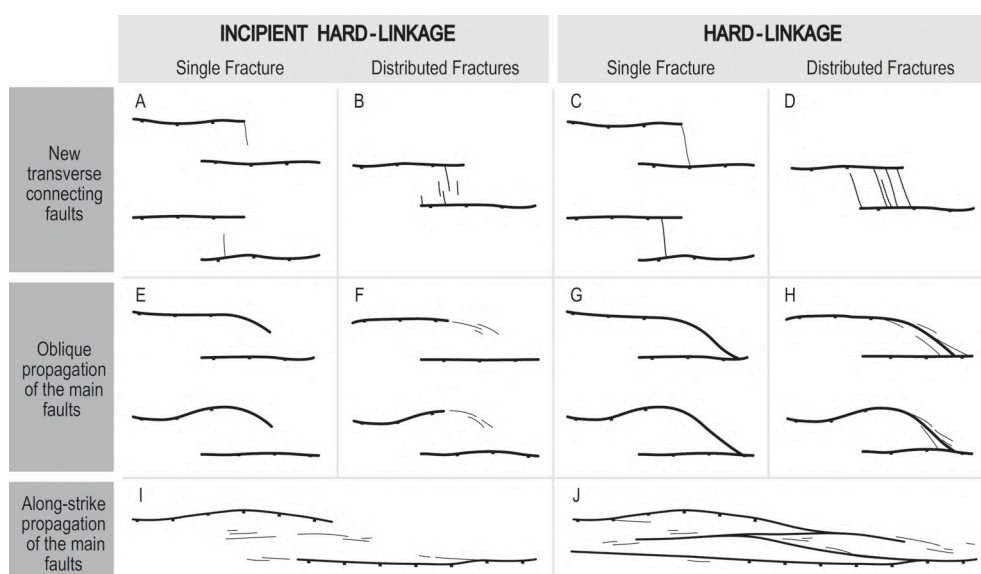 INCIPIENT HARD-LINKAGE
HARD-LINKAGE
Single Fracture
Distributed Fractures
Single Fracture
Distributed Fractures
New
transverse
connecting
faults
A
B
C
D
Oblique
propagation
of the main
faults
E
F
G
H
Along-strike
propagation
of the main
faults
I
J